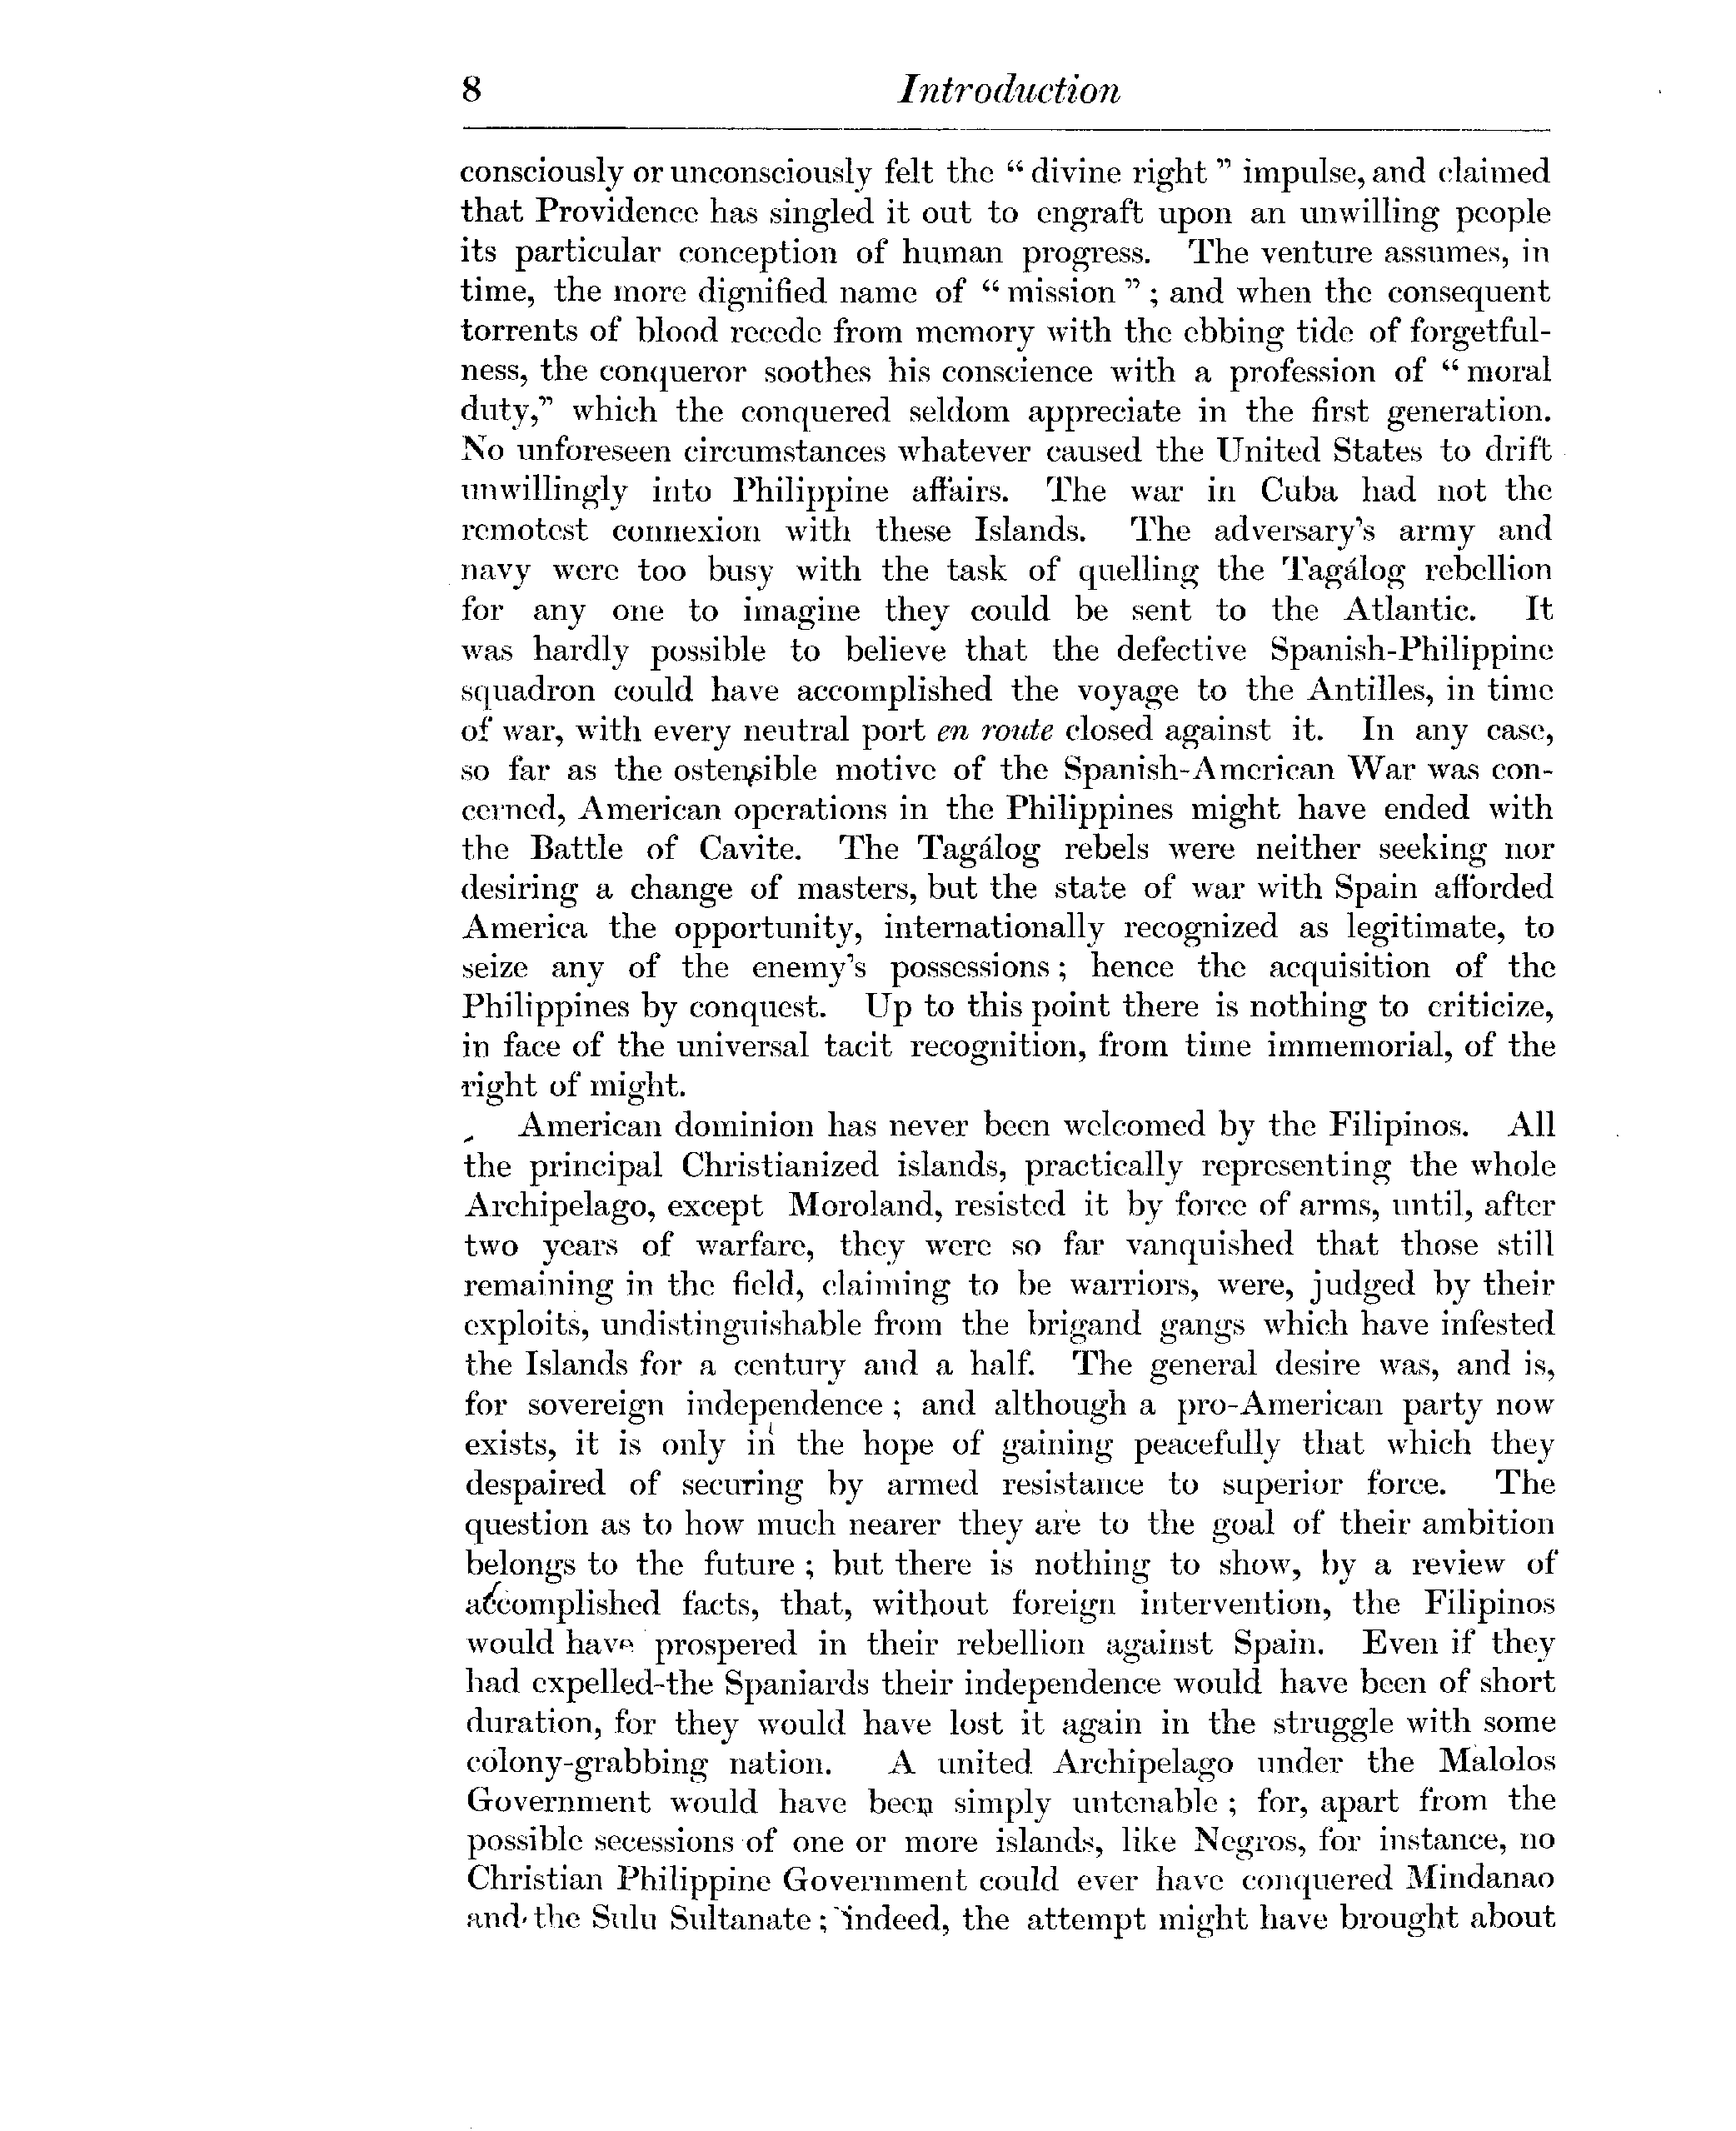 8 Introduction
consciously or unconsciously felt the “ divine right ” impulse, and claimed
that Providence has singled it out to engraft upon an unwilling people
its particular conception of human progress. The venture assumes, in
time, the more dignified name of “ mission ” ; and when the consequent
torrents of blood recede from memory with the ebbing tide of forgetful-
ness, the conqueror soothes his conscience with a profession of “ moral
duty,” which the conquered seldom appreciate in the first generation.
No unforeseen circumstances whatever caused the United States to drift
unwillingly into Philippine affairs. The war in Cuba had not the
remotest connexion with these Islands. The adversary's army and
navy were too busy with the task of quelling the Tagálog rebellion
for any one to imagine they could be sent to the Atlantic. It
was hardly possible to believe that the defective Spanish-Philippine
squadron could have accomplished the voyage to the Antilles, in time
of war, with every neutral port en route closed against it. In any case,
so far as the ostensible motive of the Spanish-American War was con-
cerned, American operations in the Philippines might have ended with
the Battle of Cavite. The Tagálog rebels were neither seeking nor
desiring a change of masters, but the state of war with Spain afforded
America the opportunity, internationally recognized as legitimate, to
seize any of the enemy's possessions ; hence the acquisition of the
Philippines by conquest. Up to this point there is nothing to criticize,
in face of the universal tacit recognition, from time immemorial, of the
right of might.
American dominion has never been welcomed by the Filipinos. All
the principal Christianized islands, practically representing the whole
Archipelago, except Moroland, resisted it by force of arms, until, after
two years of warfare, they were so far vanquished that those still
remaining in the field, claiming to be warriors, were, judged by their
exploits, undistinguishable from the brigand gangs which have infested
the Islands for a century and a half. The general desire was, and is,
for sovereign independence ; and although a pro-American party now
exists, it is only in the hope of gaining peacefully that which they
despaired of securing by armed resistance to superior force. The
question as to how much nearer they are to the goal of their ambition
belongs to the future ; but there is nothing to show, by a review of
accomplished facts, that, without foreign intervention, the Filipinos
would have prospered in their rebellion against Spain. Even if they
had expelled the Spaniards their independence would have been of short
duration, for they would have lost it again in the struggle with some
colony-grabbing nation. A united Archipelago under the Malolos
Government would have been simply untenable ; for, apart from the
possible secessions of one or more islands, like Negros, for instance, no
Christian Philippine Government could ever have conquered Mindanao
and the Sulu Sultanate ; indeed, the attempt might have brought about